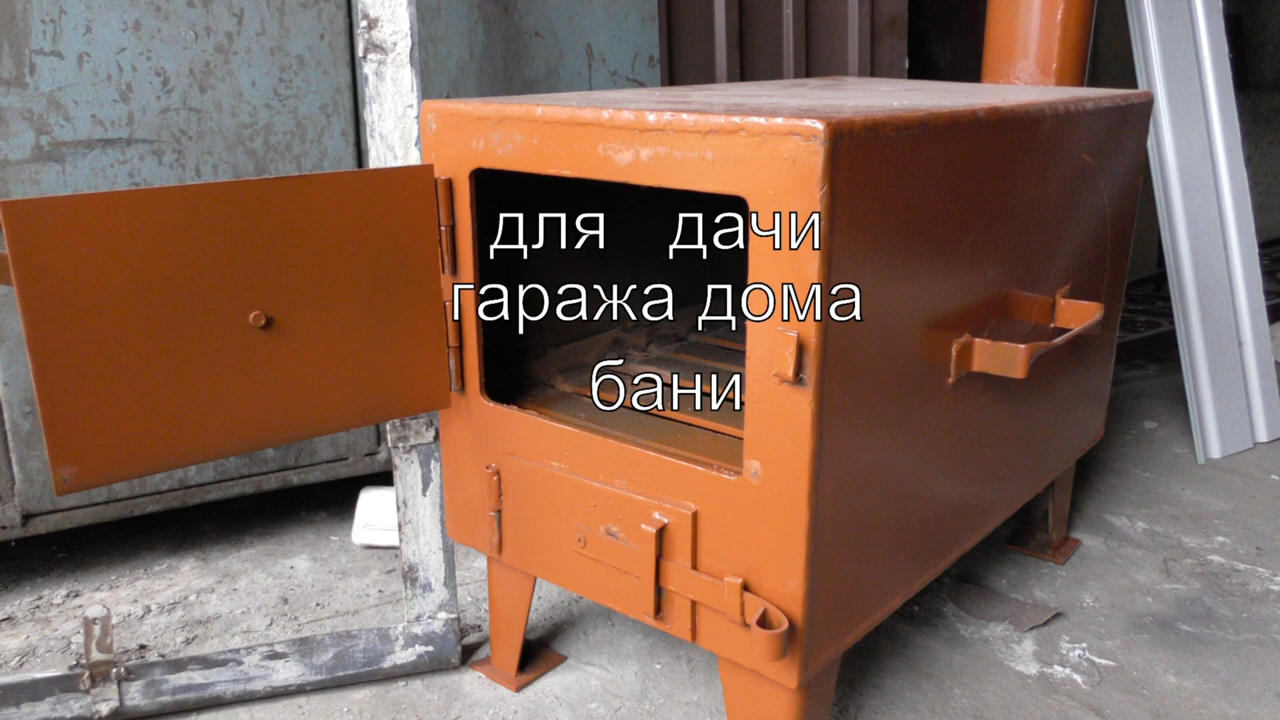 для дачи
гаража дома
бани